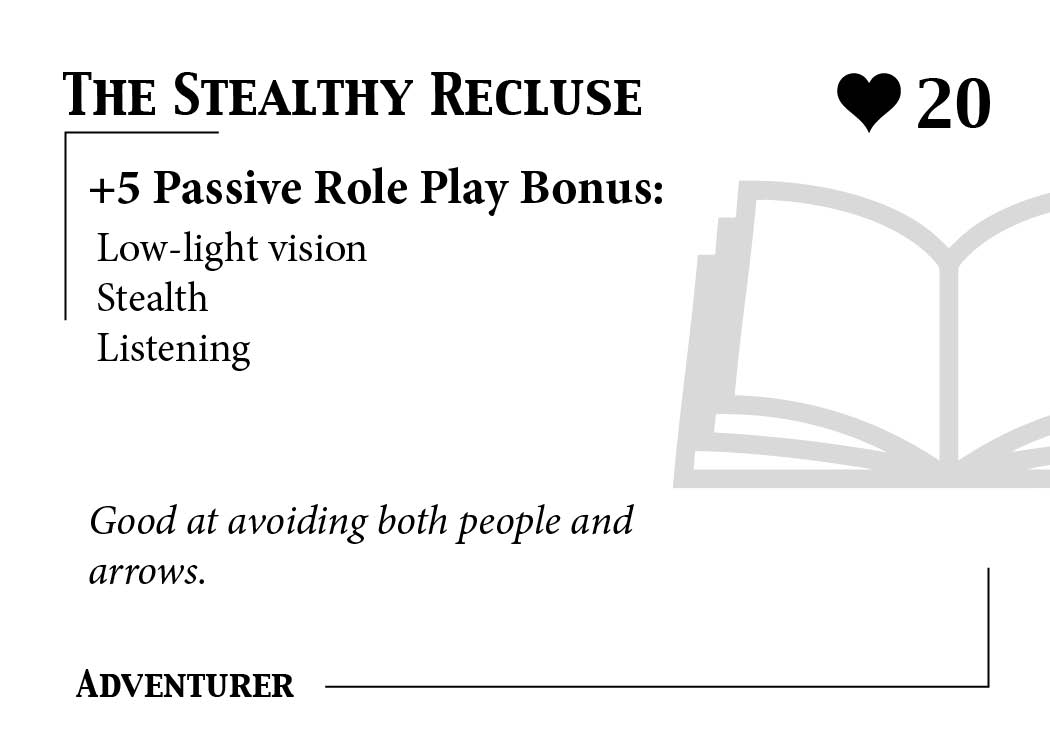 The Stealthy Recluse
♥ 20
+5 Passive Role Play Bonus:
Low-light vision
Stealth
Listening
Good at avoiding both people and
arrows.
Adventurer